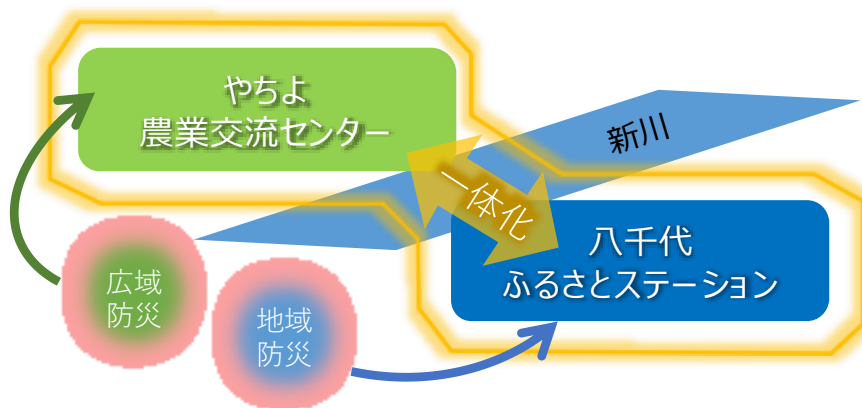 やちよ
農業交流センター
新川
一体化
八千代
ふるさとステーション
広域
防災
地域
防災